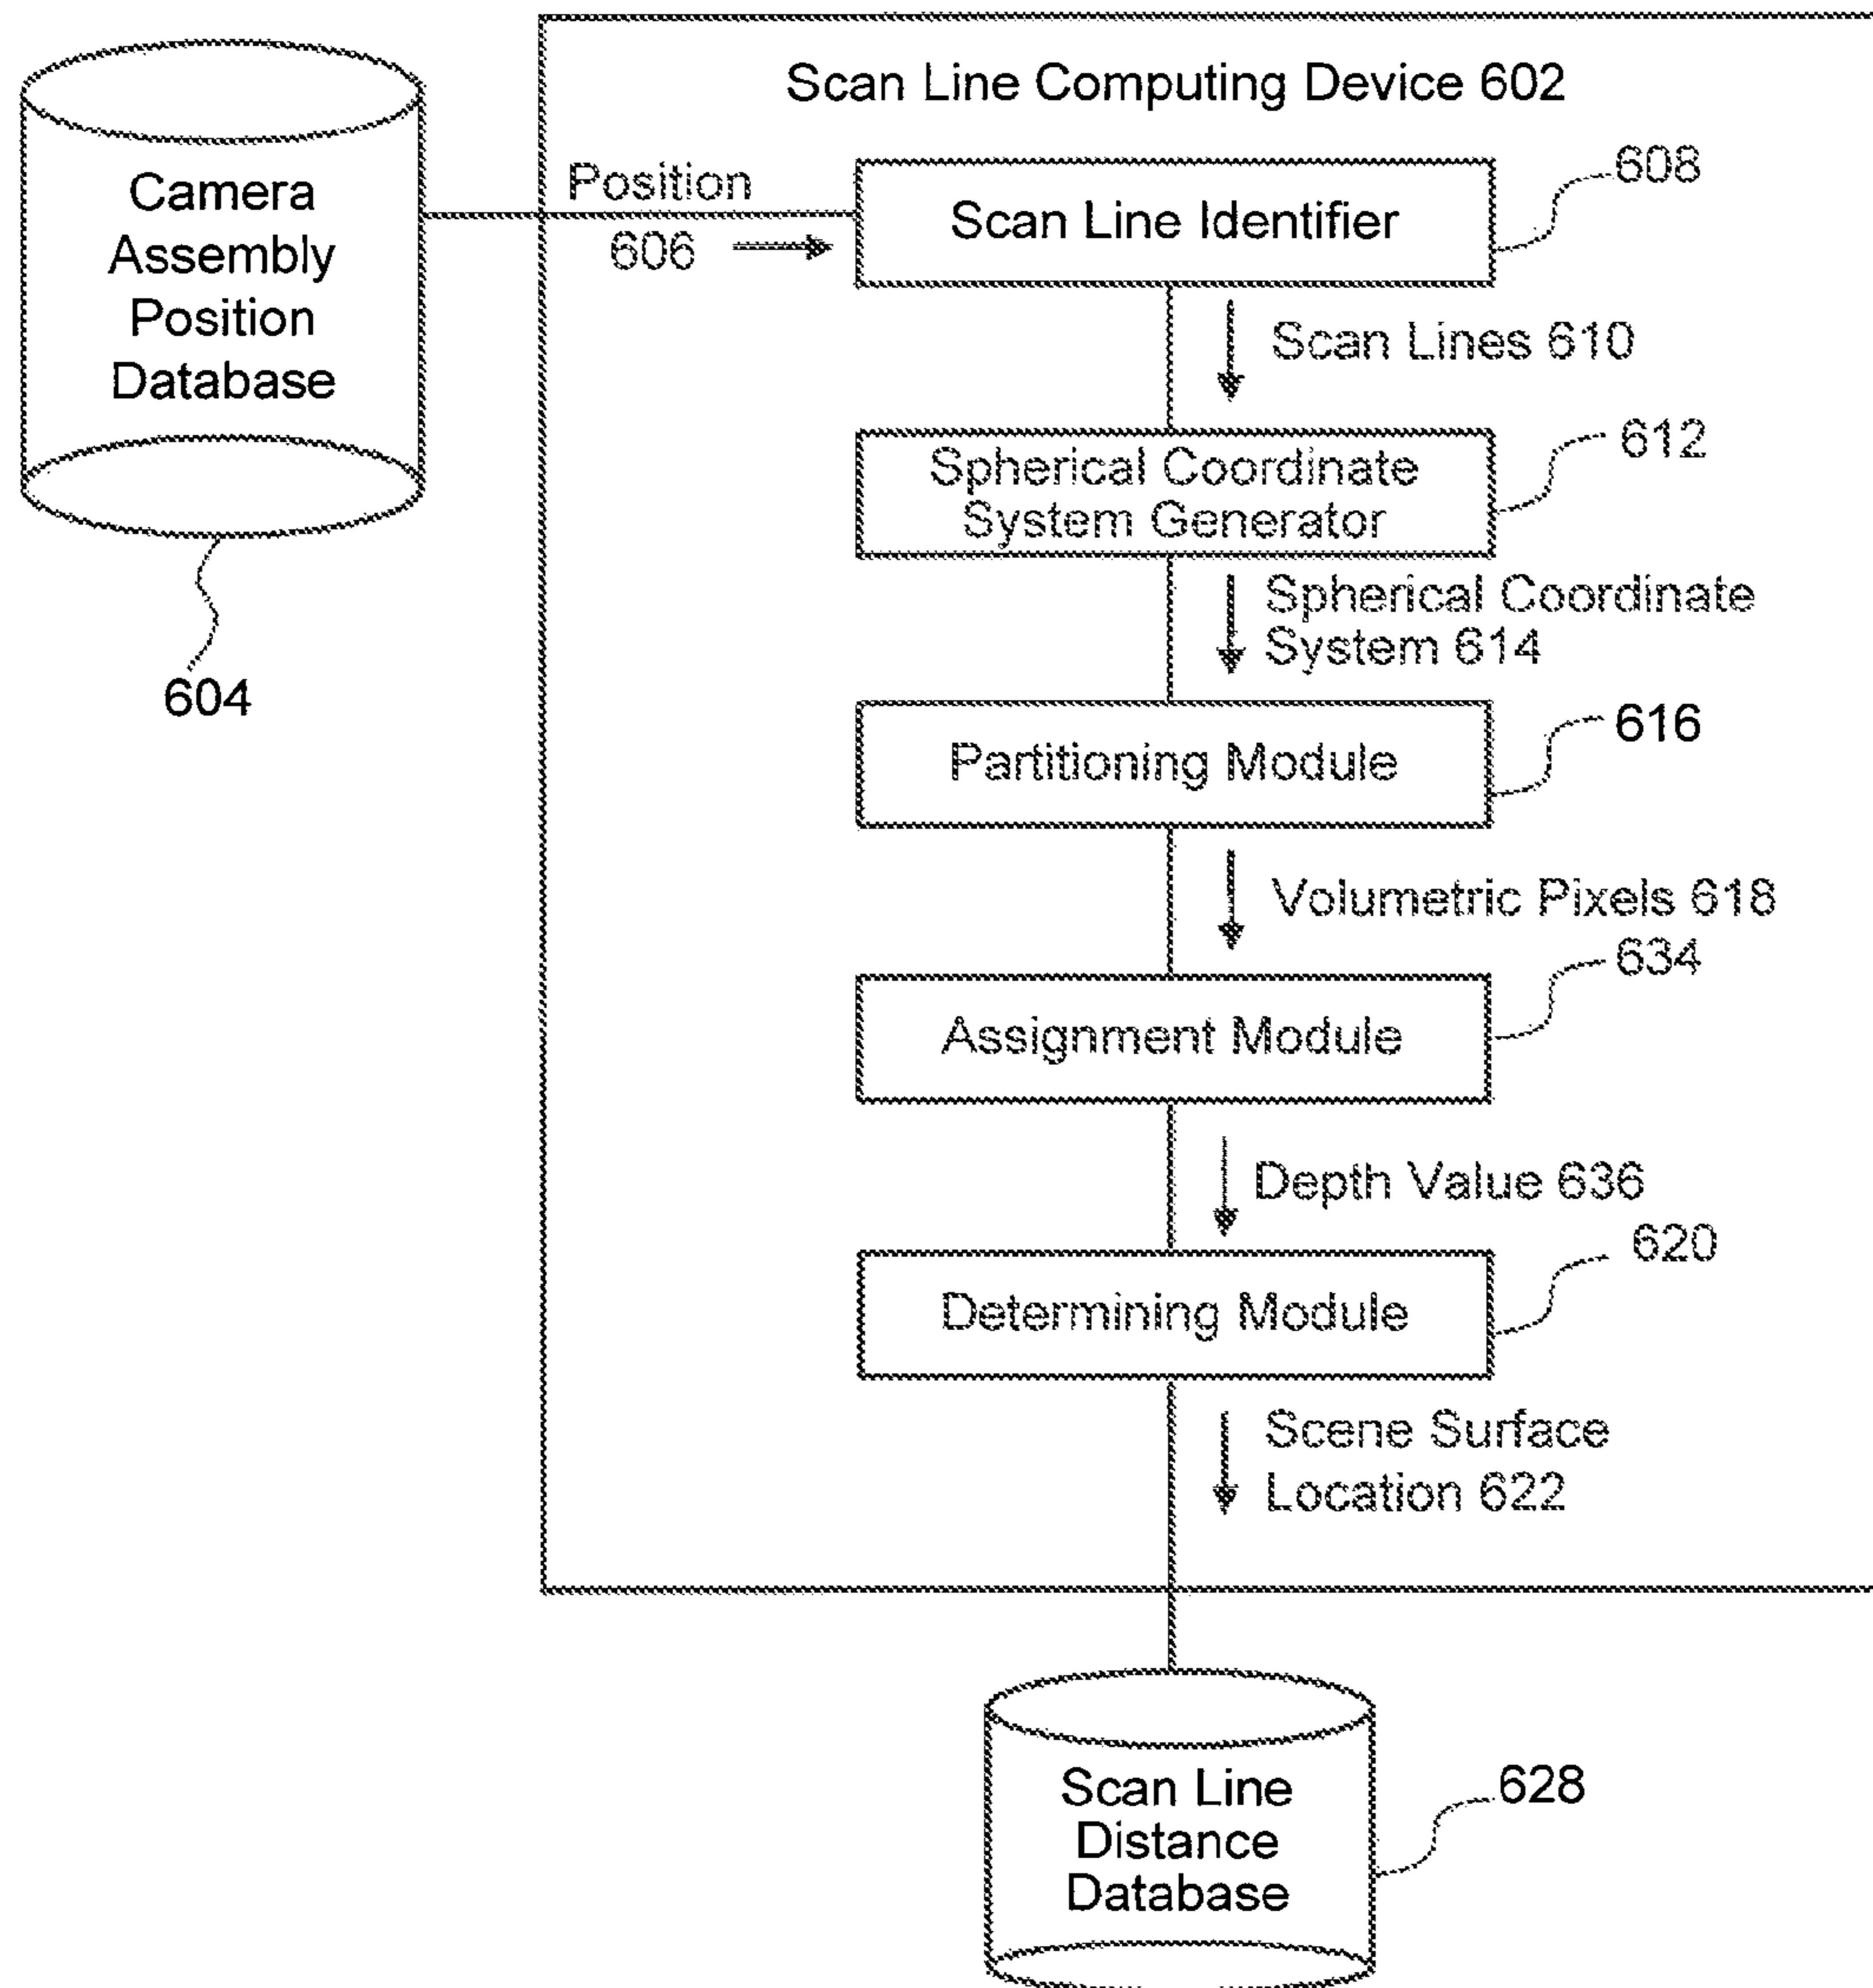 Scan Line Computing Device 602
Camera
Assembly
Position
Database
604
Position
606
Scan Line Identifier
608
Scan Lines 610
Spherical Coordinate
System Generator
612
Spherical Coordinate
System 614
Partitioning Module
616
Volumetric Pixels 618
Assignment Module
634
Depth Value 636
Determining Module
620
Scene Surface
Location 622
Scan Line
Distance
Database
628